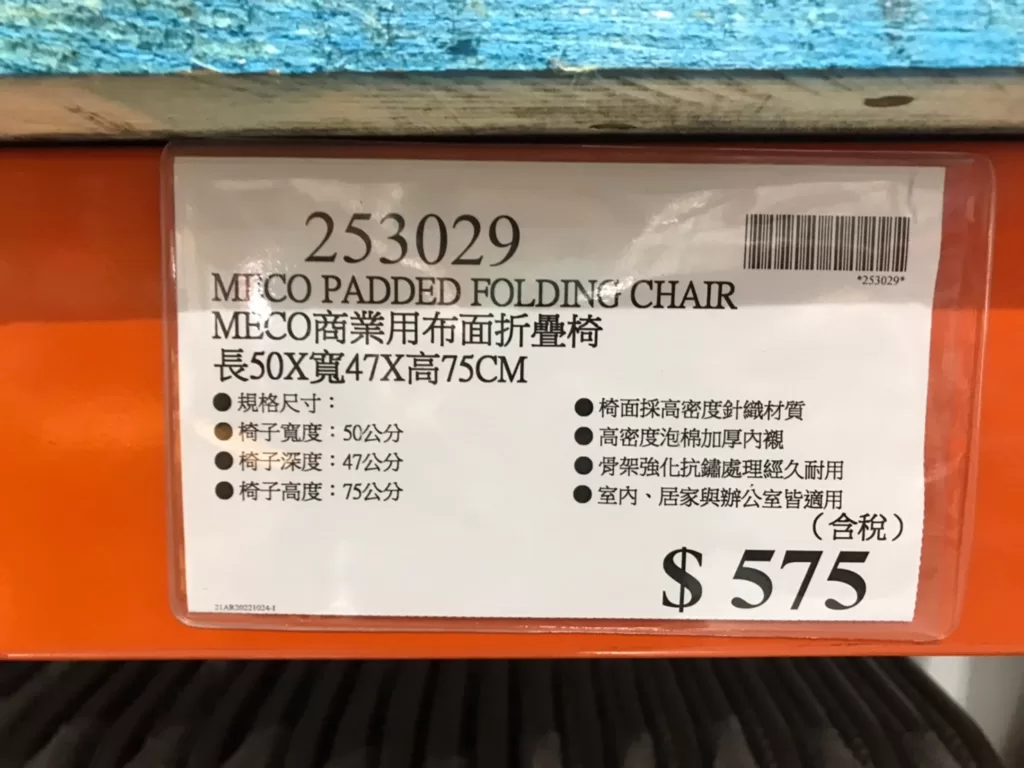 253029
*253029*
MECO PADDED FOLDING CHAIR
MECO商業用布面折疊椅
長50X寬47X高75CM
●規格尺寸：
●椅子寬度：50公分
●椅子深度：47公分
●椅子高度：75公分
●椅面採高密度針織材質
●高密度泡棉加厚內襯
●骨架強化抗鏽處理經久耐用
●室內、居家與辦公室皆適用
（含稅）
$ 575
21AR20221024-I